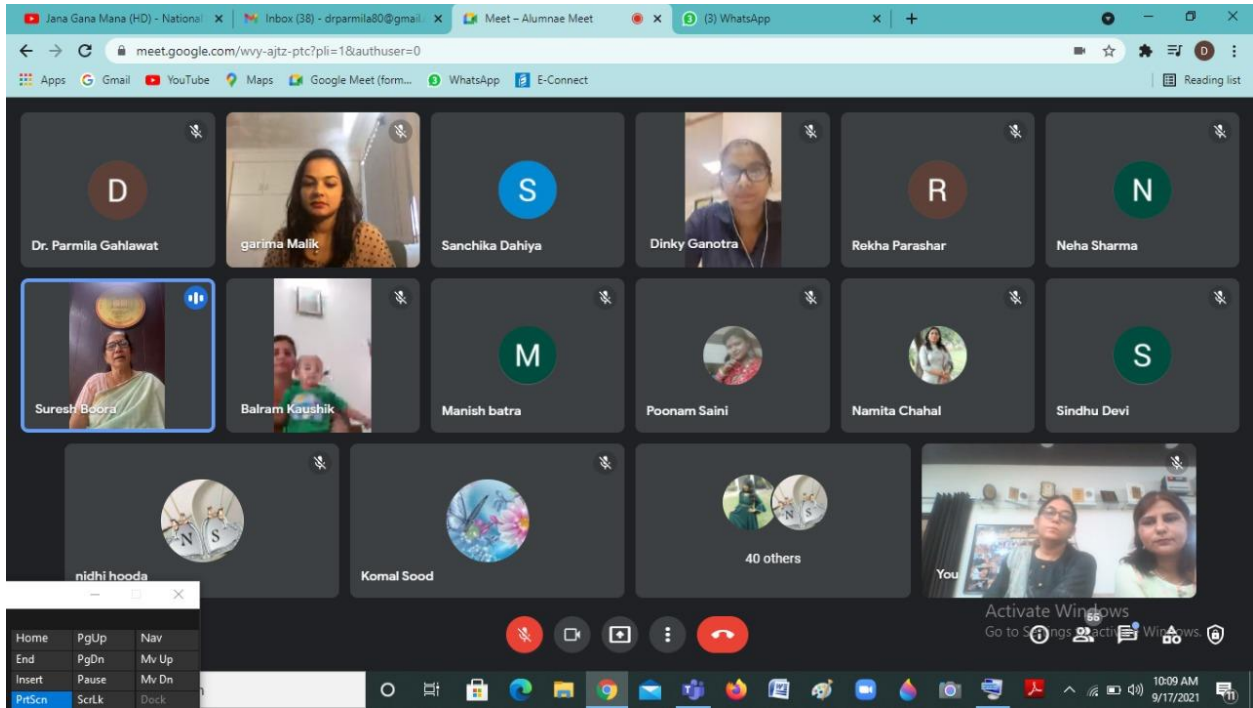 Jana Gana Mana (HD) - National
Inbox (38) - drparmila80@gmail.
Meet – Alumnae Meet
(3) WhatsApp
meet.google.com/wvy-ajtz-ptc?pli=1&authuser=0
D
Apps
Gmail
YouTube
Maps
Google Meet (form...
WhatsApp
E-Connect
Reading list
D
Dr. Parmila Gahlawat
garima Malik
S
Sanchika Dahiya
Dinky Ganotra
R
Rekha Parashar
N
Neha Sharma
Suresh Boora
Balram Kaushik
M
Manish batra
Poonam Saini
Namita Chahal
S
Sindhu Devi
N S
nidhi hooda
Komal Sood
N S
40 others
You
Activate Windows
Go to Settings to activate Windows.
55
Home PgUp Nav
End PgDn Mv Up
Insert Pause Mv Dn
PrtScn ScrLk Dock
10:09 AM
9/17/2021